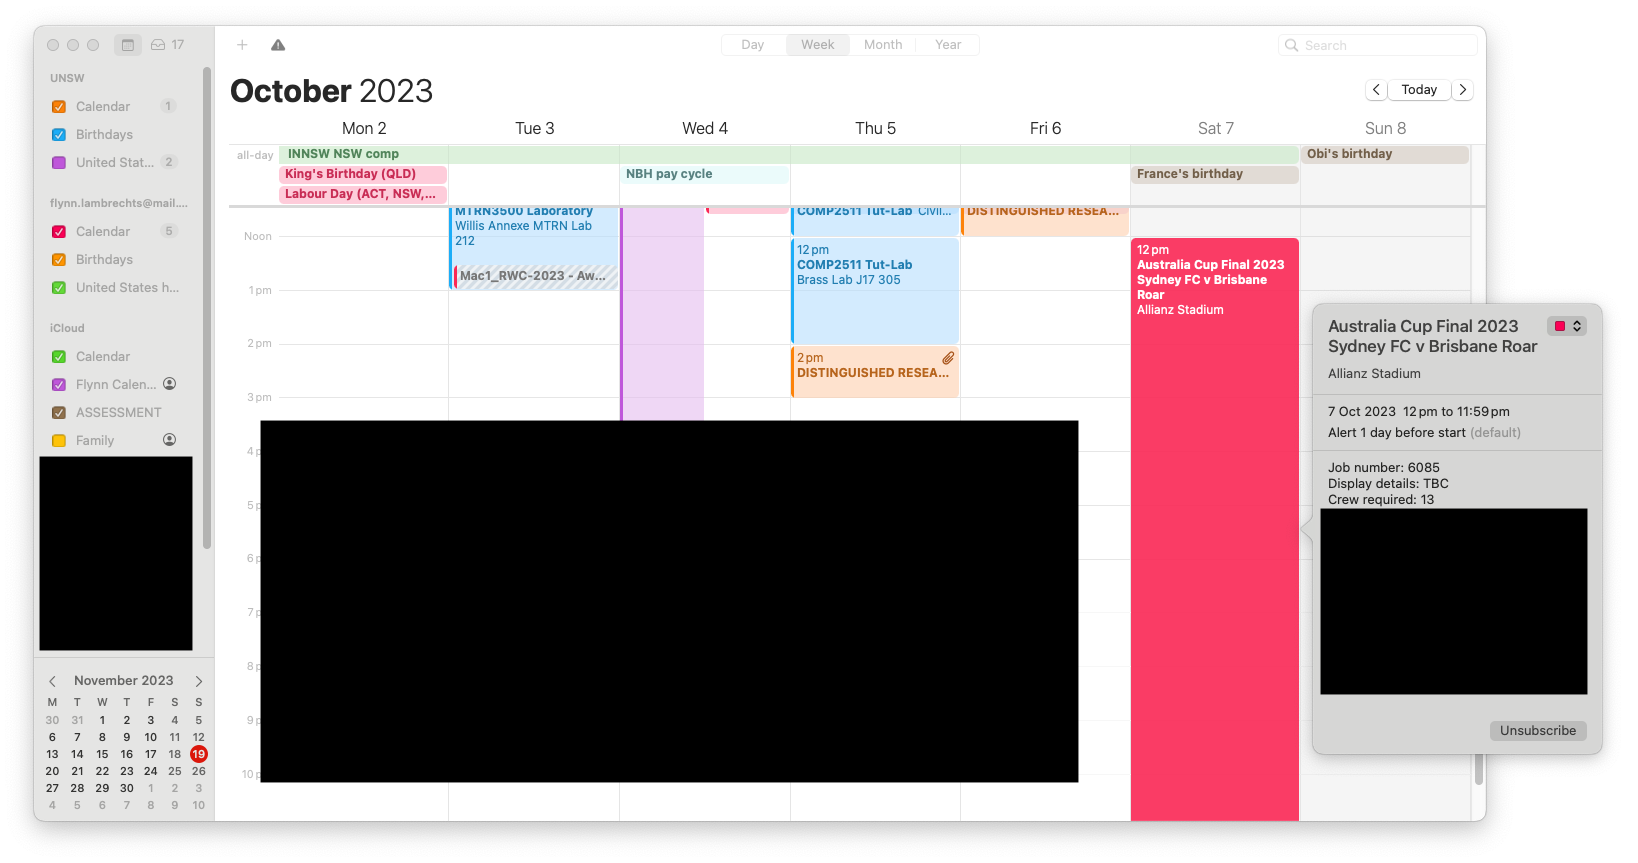 17
UNSW
Calendar 1
Birthdays
United Stat... 2
flynn.lambrechts@mail....
Calendar 5
Birthdays
United States h...
iCloud
Calendar
Flynn Calen...
ASSESSMENT
Family
November 2023
M T W T F S S
30 31 1 2 3 4 5
6 7 8 9 10 11 12
13 14 15 16 17 18 19
20 21 22 23 24 25 26
27 28 29 30 1 2 3
4 5 6 7 8 9 10
Day Week Month Year
Search
October 2023
Today
Mon 2 Tue 3 Wed 4 Thu 5 Fri 6 Sat 7 Sun 8
all-day
INNSW NSW comp
Obi's birthday
King's Birthday (QLD)
NBH pay cycle
France's birthday
Labour Day (ACT, NSW,...
MTRN3500 Laboratory
Willis Annexe MTRN Lab
212
Mac1_RWC-2023 - Aw...
COMP2511 Tut-Lab Civil...
12 pm
COMP2511 Tut-Lab
Brass Lab J17 305
2 pm
DISTINGUISHED RESEA...
DISTINGUISHED RESEA...
12 pm
Australia Cup Final 2023
Sydney FC v Brisbane
Roar
Allianz Stadium
Noon
1 pm
2 pm
3 pm
4 p
5 p
6 p
7 p
8 p
9 p
10 p
Australia Cup Final 2023
Sydney FC v Brisbane Roar
Allianz Stadium
7 Oct 2023 12 pm to 11:59 pm
Alert 1 day before start (default)
Job number: 6085
Display details: TBC
Crew required: 13
Unsubscribe